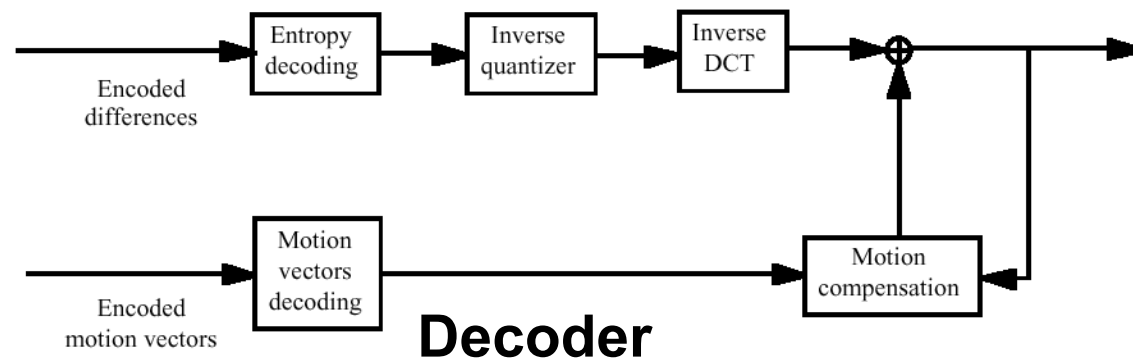 Entropy
decoding
Inverse
quantizer
Inverse
DCT
Encoded
differences
Motion
vectors
decoding
Motion
compensation
Encoded
motion vectors
Decoder